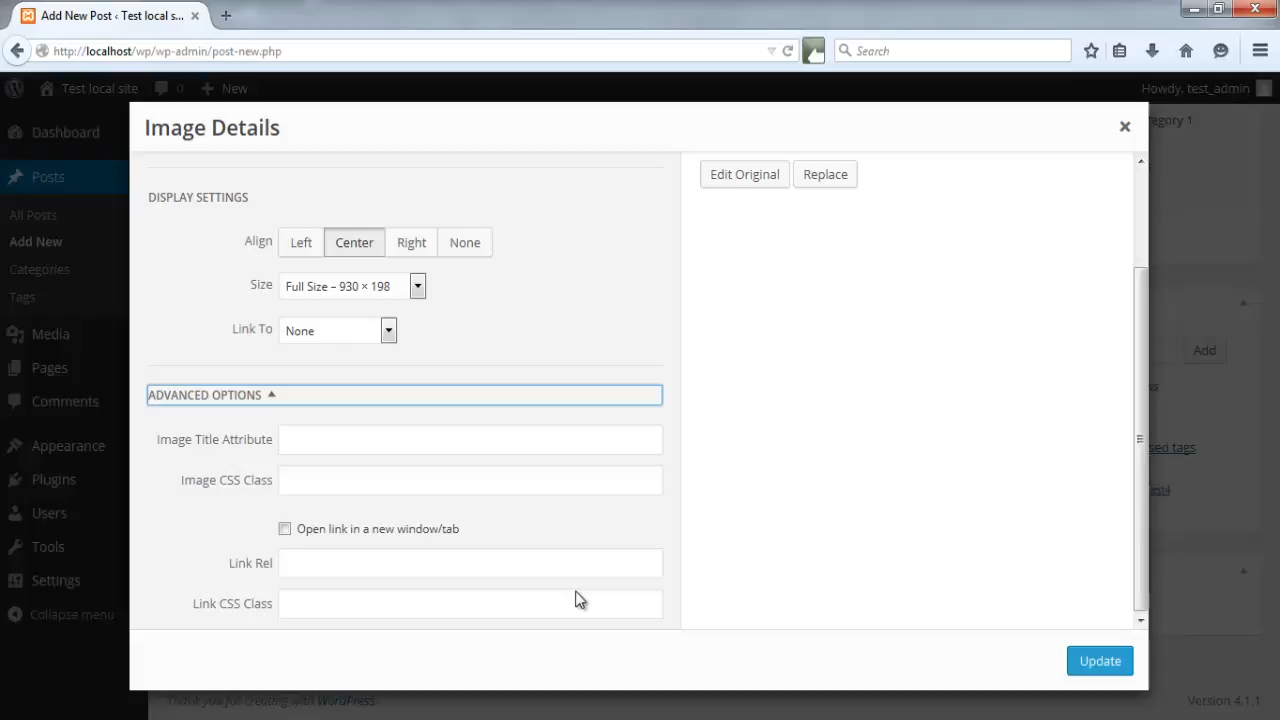 Add New Post ‹ Test local s...
http://localhost/wp/wp-admin/post-new.php
Search
Test local site
0
New
Howdy, test_admin
Image Details
Dashboard
Posts
All Posts
Add New
Categories
Tags
Media
Pages
Comments
Appearance
Plugins
Users
Tools
Settings
Collapse menu
DISPLAY SETTINGS
Align
Left
Center
Right
None
Size
Full Size – 930 × 198
Link To
None
ADVANCED OPTIONS
Image Title Attribute
Image CSS Class
Open link in a new window/tab
Link Rel
Link CSS Class
Edit Original
Replace
Update
Add
tags
Thank you for creating with WordPress.
Version 4.1.1